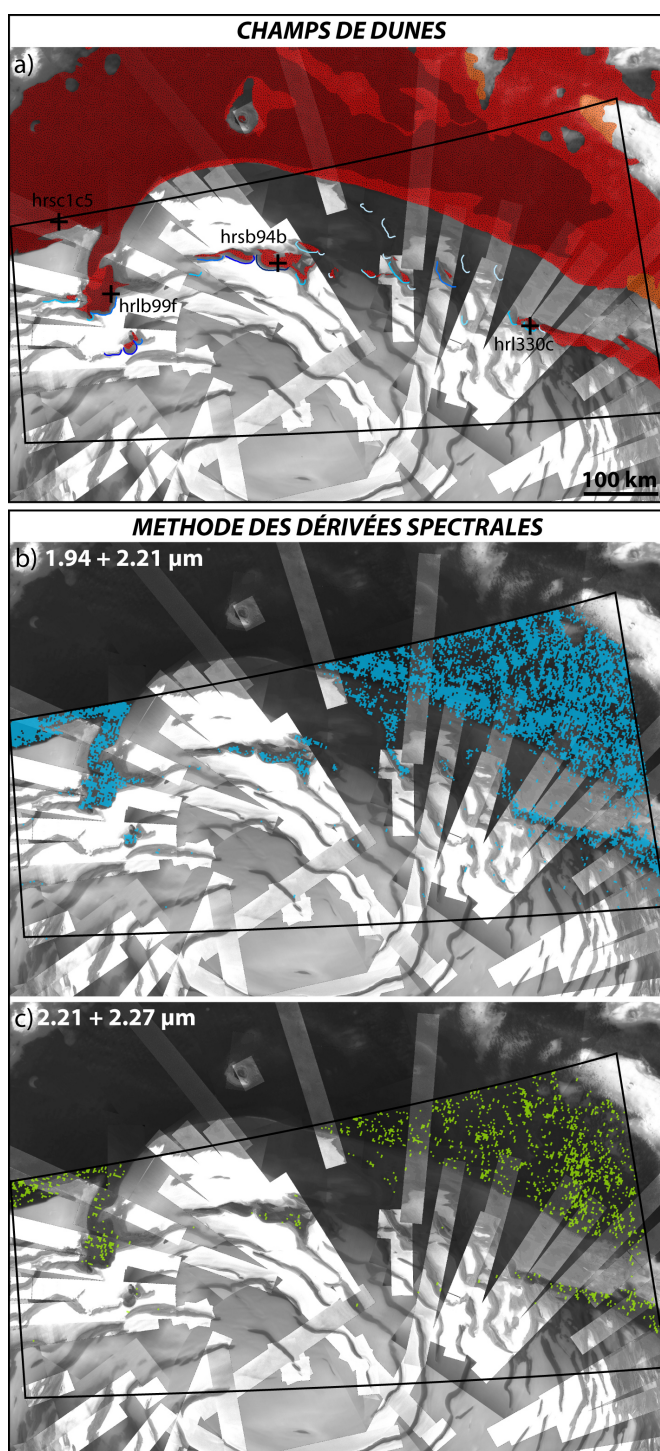 CHAMPS DE DUNES
a)
hrsc1c5
hrsb94b
hrlb99f
hrl330c
100 km
METHODE DES DÉRIVÉES SPECTRALES
b) 1.94 + 2.21 µm
c) 2.21 + 2.27 µm